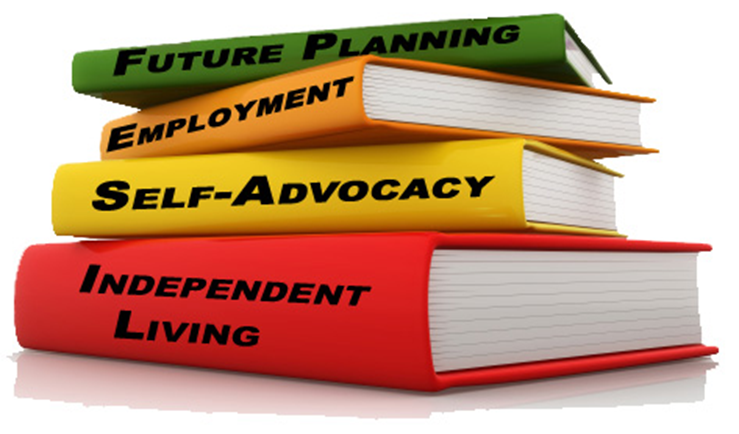 FUTURE PLANNING
EMPLOYMENT
SELF-ADVOCACY
INDEPENDENT
LIVING